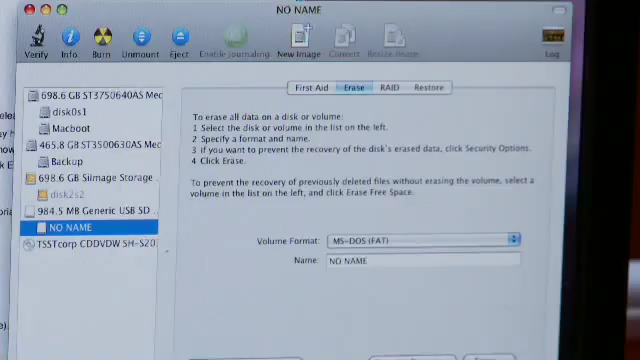 NO NAME
Verify Info Burn Unmount Eject Enable Journaling New Image Convert Resize Image Log
First Aid Erase RAID Restore
698.6 GB ST3750640AS Med
disk0s1
Macboot
465.8 GB ST3500630AS Mec
Backup
698.6 GB SiImage Storage
disk2s2
984.5 MB Generic USB SD
NO NAME
TSSTcorp CDDVDW SH-S20
To erase all data on a disk or volume:
1 Select the disk or volume in the list on the left.
2 Specify a format and name.
3 if you want to prevent the recovery of the disk's erased data, click Security Options.
4 Click Erase.
To prevent the recovery of previously deleted files without erasing the volume, select a
volume in the list on the left, and click Erase Free Space.
Volume Format: MS-DOS (FAT)
Name: NO NAME